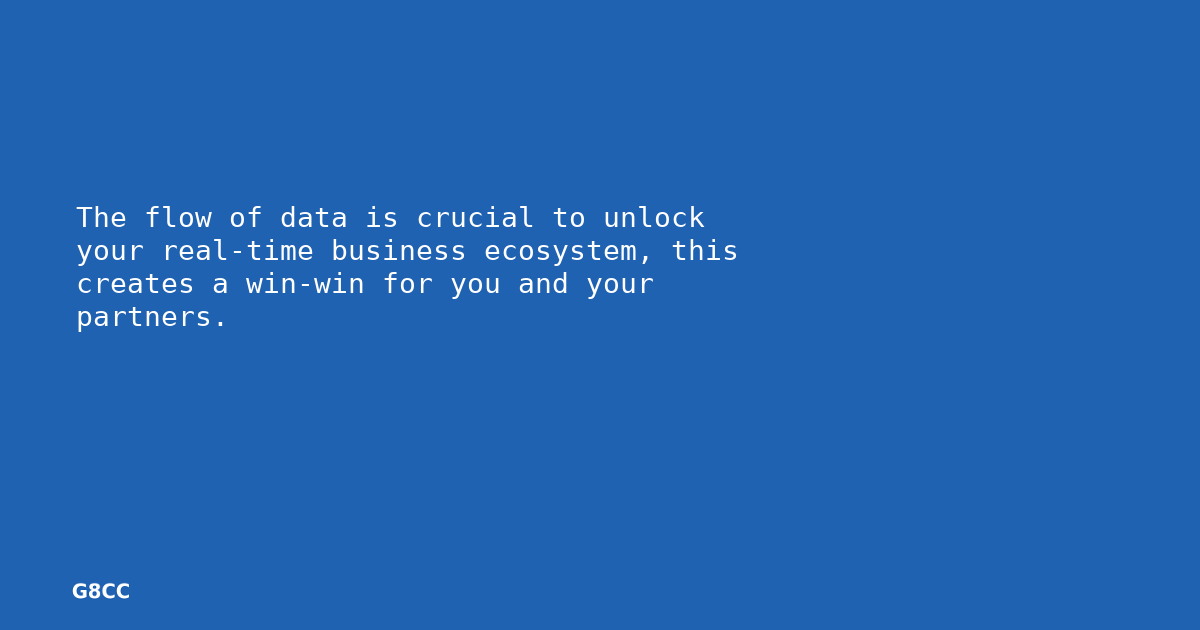 The flow of data is crucial to unlock
your real-time business ecosystem, this
creates a win-win for you and your
partners.
G8CC